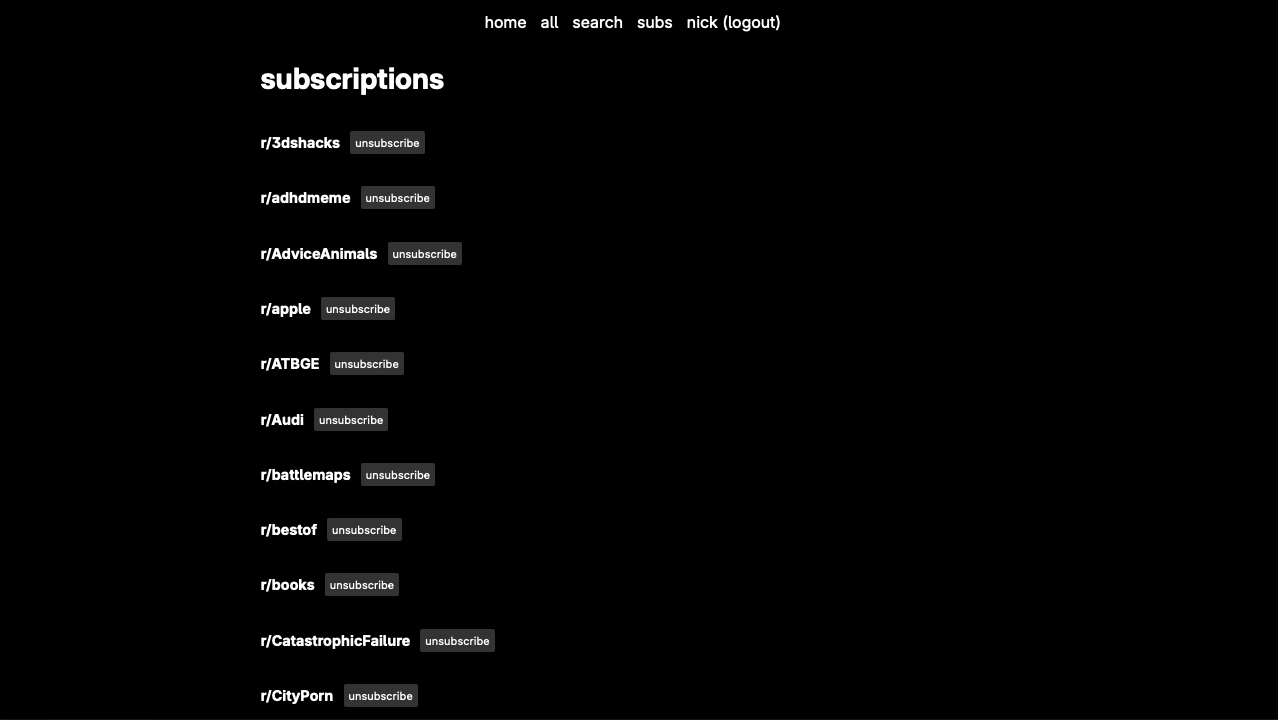 home all search subs nick (logout)
subscriptions
r/3dshacks unsubscribe
r/adhdmeme unsubscribe
r/AdviceAnimals unsubscribe
r/apple unsubscribe
r/ATBGE unsubscribe
r/Audi unsubscribe
r/battlemaps unsubscribe
r/bestof unsubscribe
r/books unsubscribe
r/CatastrophicFailure unsubscribe
r/CityPorn unsubscribe